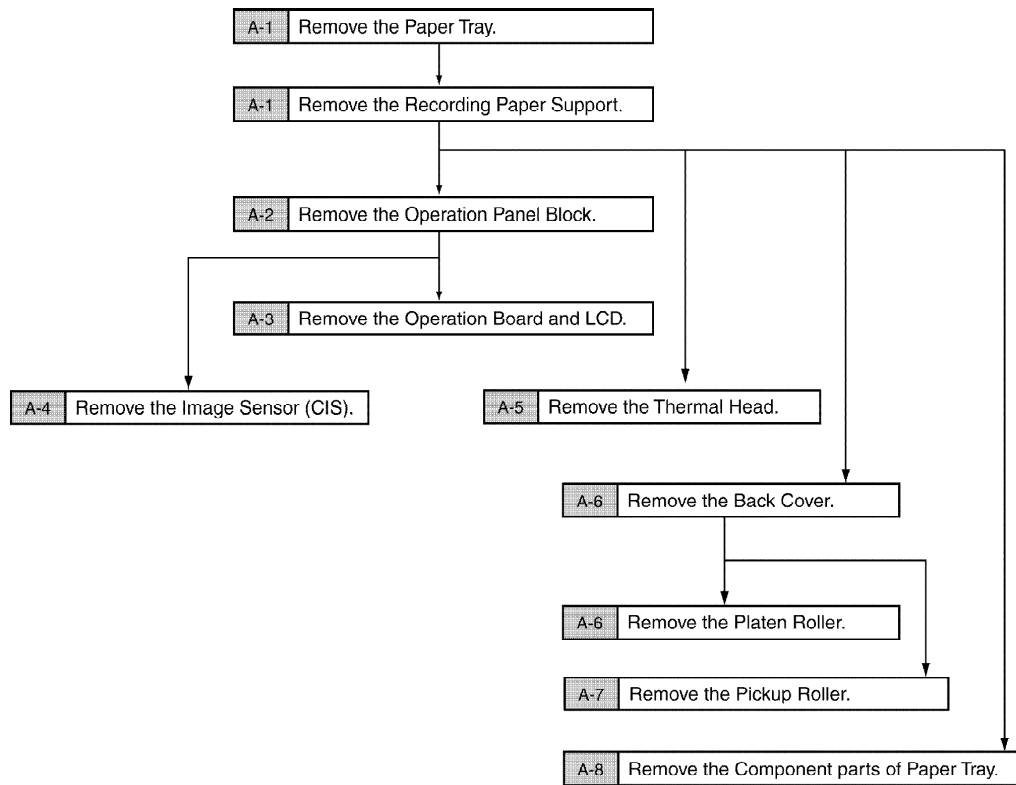 A-1 Remove the Paper Tray.
A-1 Remove the Recording Paper Support.
A-2 Remove the Operation Panel Block.
A-3 Remove the Operation Board and LCD.
A-4 Remove the Image Sensor (CIS).
A-5 Remove the Thermal Head.
A-6 Remove the Back Cover.
A-6 Remove the Platen Roller.
A-7 Remove the Pickup Roller.
A-8 Remove the Component parts of Paper Tray.